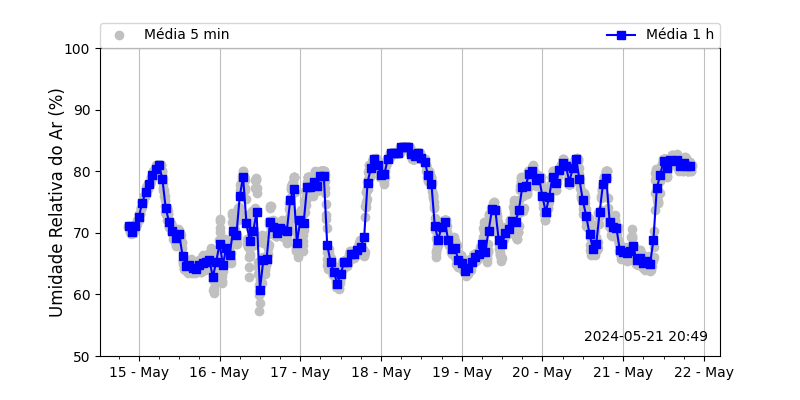 Média 5 min
Média 1 h
100
90
80
70
60
50
Umidade Relativa do Ar (%)
2024-05-21 20:49
15 - May
16 - May
17 - May
18 - May
19 - May
20 - May
21 - May
22 - May